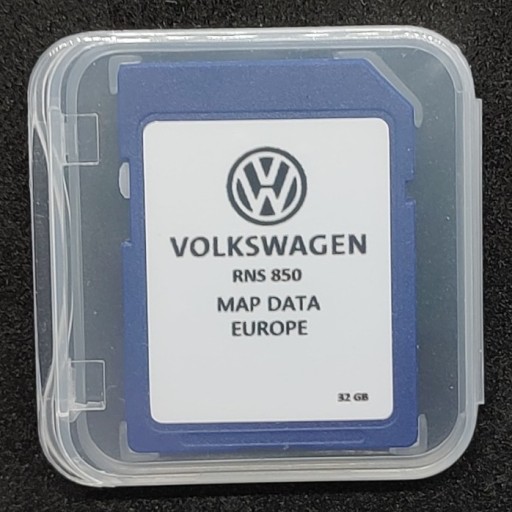 VOLKSWAGEN
RNS 850
MAP DATA
EUROPE
32 GB